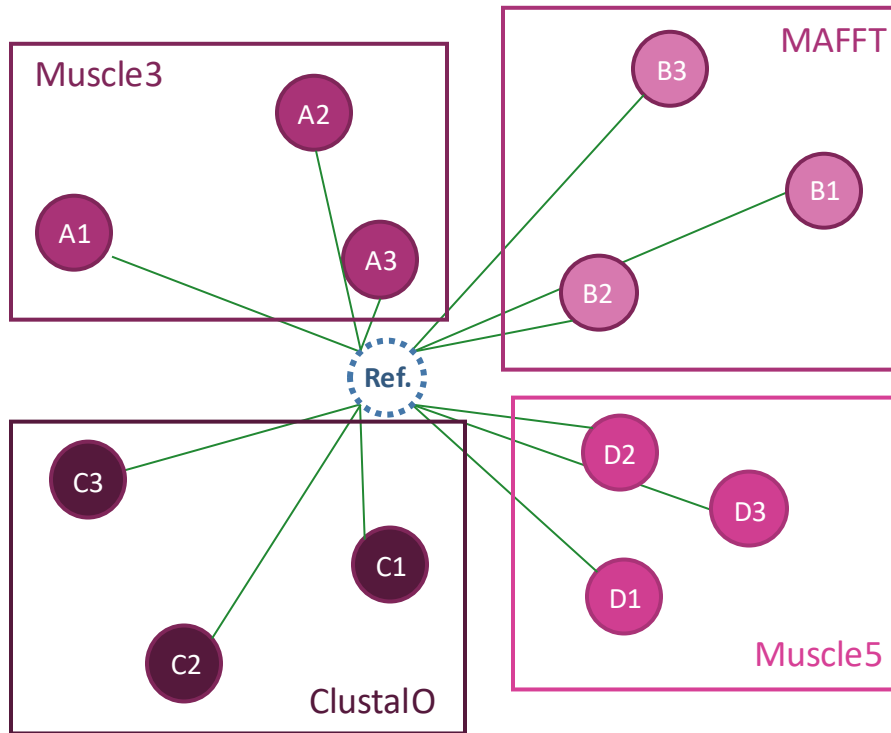 Muscle3
A2
A1
A3
MAFFT
B3
B1
B2
Ref.
C3
C1
C2
ClustalO
D2
D3
D1
Muscle5